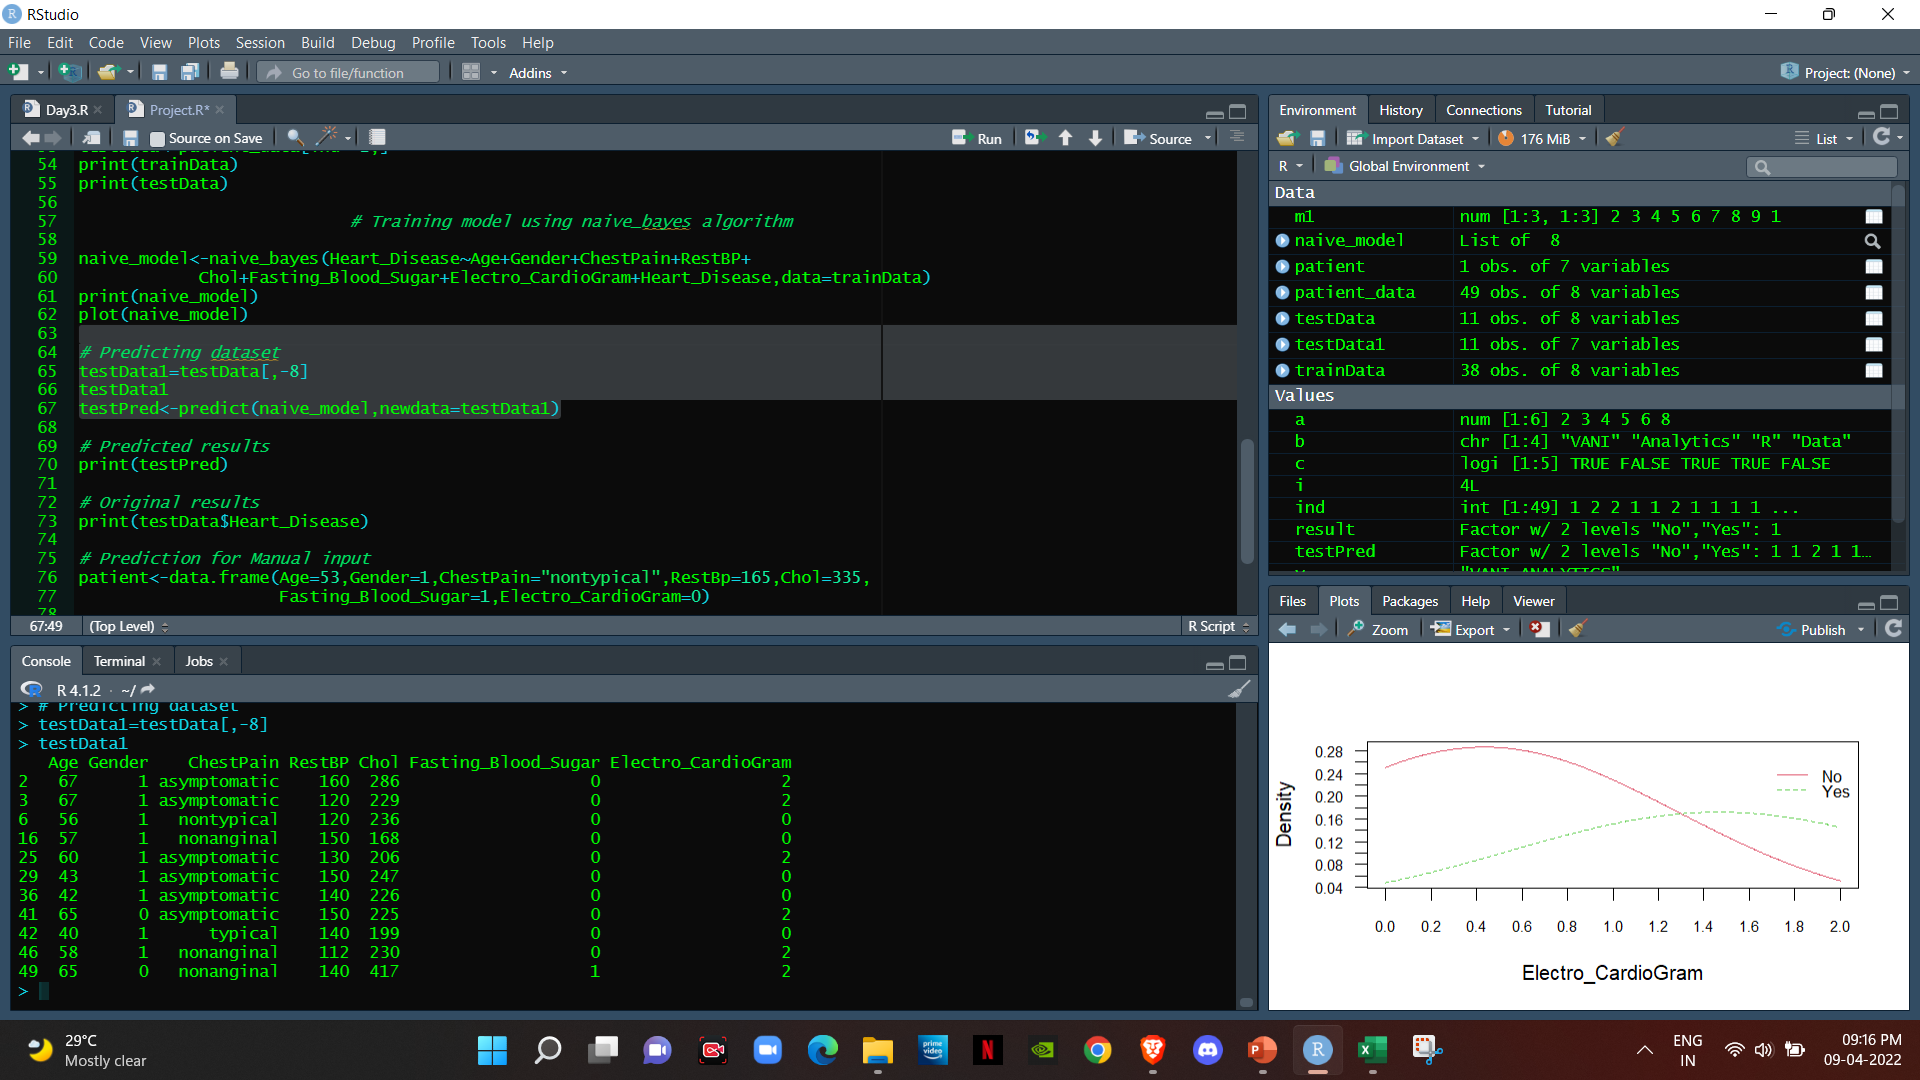 RStudio
File Edit Code View Plots Session Build Debug Profile Tools Help
Go to file/function Addins Project: (None)
Day3.R Project.R*
Source on Save Run Source
54 print(trainData)
55 print(testData)
56
57 # Training model using naive_bayes algorithm
58
59 naive_model<-naive_bayes(Heart_Disease~Age+Gender+ChestPain+RestBP+
60 Chol+Fasting_Blood_Sugar+Electro_CardioGram+Heart_Disease,data=trainData)
61 print(naive_model)
62 plot(naive_model)
63
64 # Predicting dataset
65 testData1=testData[,-8]
66 testData1
67 testPred<-predict(naive_model,newdata=testData1)
68
69 # Predicted results
70 print(testPred)
71
72 # Original results
73 print(testData$Heart_Disease)
74
75 # Prediction for Manual input
76 patient<-data.frame(Age=53,Gender=1,ChestPain="nontypical",RestBp=165,Chol=335,
77 Fasting_Blood_Sugar=1,Electro_CardioGram=0)
78
67:49 (Top Level) R Script
Console Terminal Jobs
R 4.1.2 · ~/
> # Predicting dataset
> testData1=testData[,-8]
> testData1
Age Gender ChestPain RestBP Chol Fasting_Blood_Sugar Electro_CardioGram
2 67 1 asymptomatic 160 286 0 2
3 67 1 asymptomatic 120 229 0 2
6 56 1 nontypical 120 236 0 0
16 57 1 nonanginal 150 168 0 0
25 60 1 asymptomatic 130 206 0 2
29 43 1 asymptomatic 150 247 0 0
36 42 1 asymptomatic 140 226 0 0
41 65 0 asymptomatic 150 225 0 2
42 40 1 typical 140 199 0 0
46 58 1 nonanginal 112 230 0 2
49 65 0 nonanginal 140 417 1 2
>
Environment History Connections Tutorial
Import Dataset 176 MiB List
R Global Environment
Data
m1 num [1:3, 1:3] 2 3 4 5 6 7 8 9 1
naive_model List of 8
patient 1 obs. of 7 variables
patient_data 49 obs. of 8 variables
testData 11 obs. of 8 variables
testData1 11 obs. of 7 variables
trainData 38 obs. of 8 variables
Values
a num [1:6] 2 3 4 5 6 8
b chr [1:4] "VANI" "Analytics" "R" "Data"
c logi [1:5] TRUE FALSE TRUE TRUE FALSE
i 4L
ind int [1:49] 1 2 2 1 1 2 1 1 1 1 ...
result Factor w/ 2 levels "No","Yes": 1
testPred Factor w/ 2 levels "No","Yes": 1 1 2 1 1…
"VANI ANALYTICS"
Files Plots Packages Help Viewer
Zoom Export Publish
0.28
0.24
0.20
0.16
0.12
0.08
0.04
Density
No
Yes
0.0 0.2 0.4 0.6 0.8 1.0 1.2 1.4 1.6 1.8 2.0
Electro_CardioGram
29°C
Mostly clear
prime video
ENG
IN
09:16 PM
09-04-2022